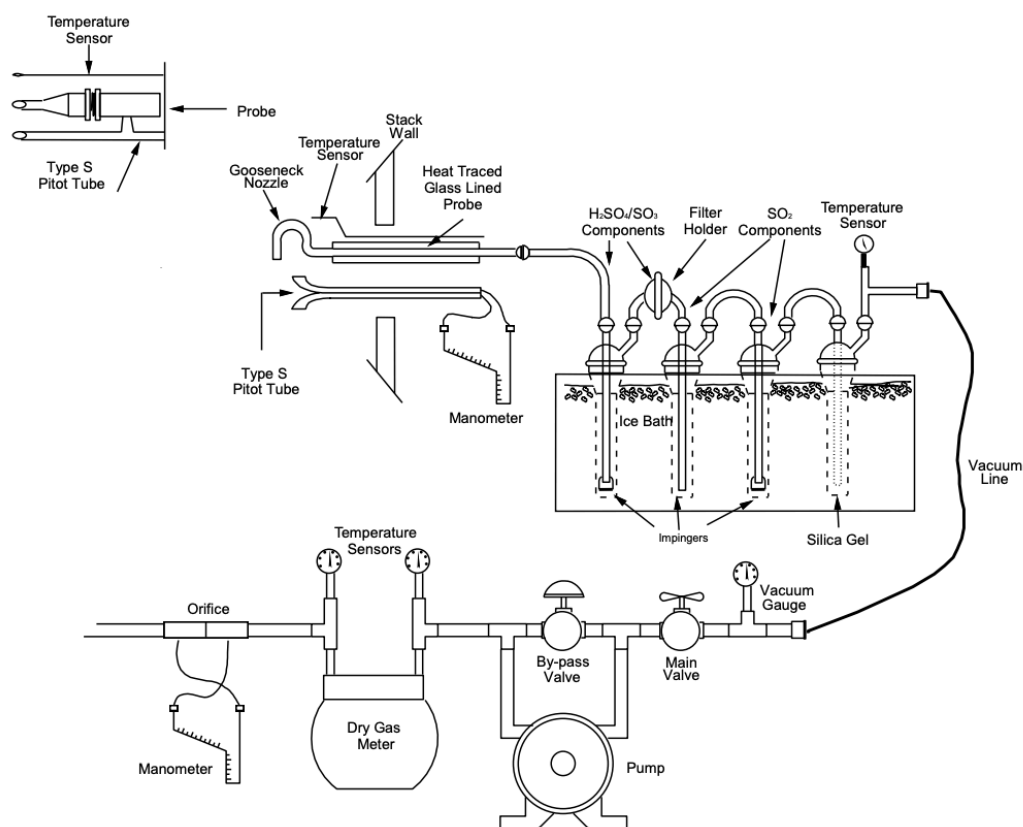 Temperature
Sensor
Probe
Type S
Pitot Tube
Stack
Wall
Temperature
Sensor
Gooseneck
Nozzle
Heat Traced
Glass Lined
Probe
H₂SO₄/SO₃
Components
Filter
Holder
SO₂
Components
Temperature
Sensor
Type S
Pitot Tube
Manometer
Ice Bath
Vacuum
Line
Impingers
Silica Gel
Temperature
Sensors
Vacuum
Gauge
Orifice
By-pass
Valve
Main
Valve
Dry Gas
Meter
Manometer
Pump